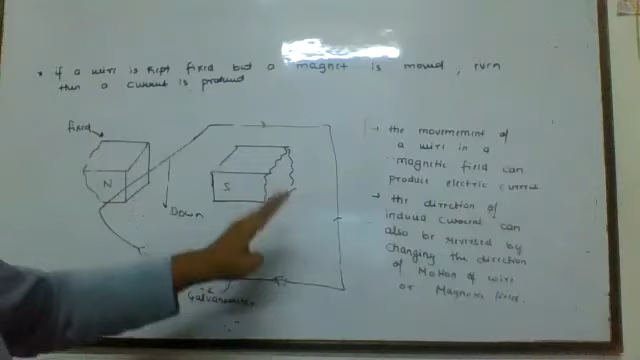 * if a wire is kept fixed but a magnet is moved, even
then a current is produced
fixed
N
S
Down
Galvanometer
→ the movement of
a wire in a
magnetic field can
produce electric current
→ the direction of
induced current can
also be reversed by
changing the direction
of Motion of wire
or Magnetic field.